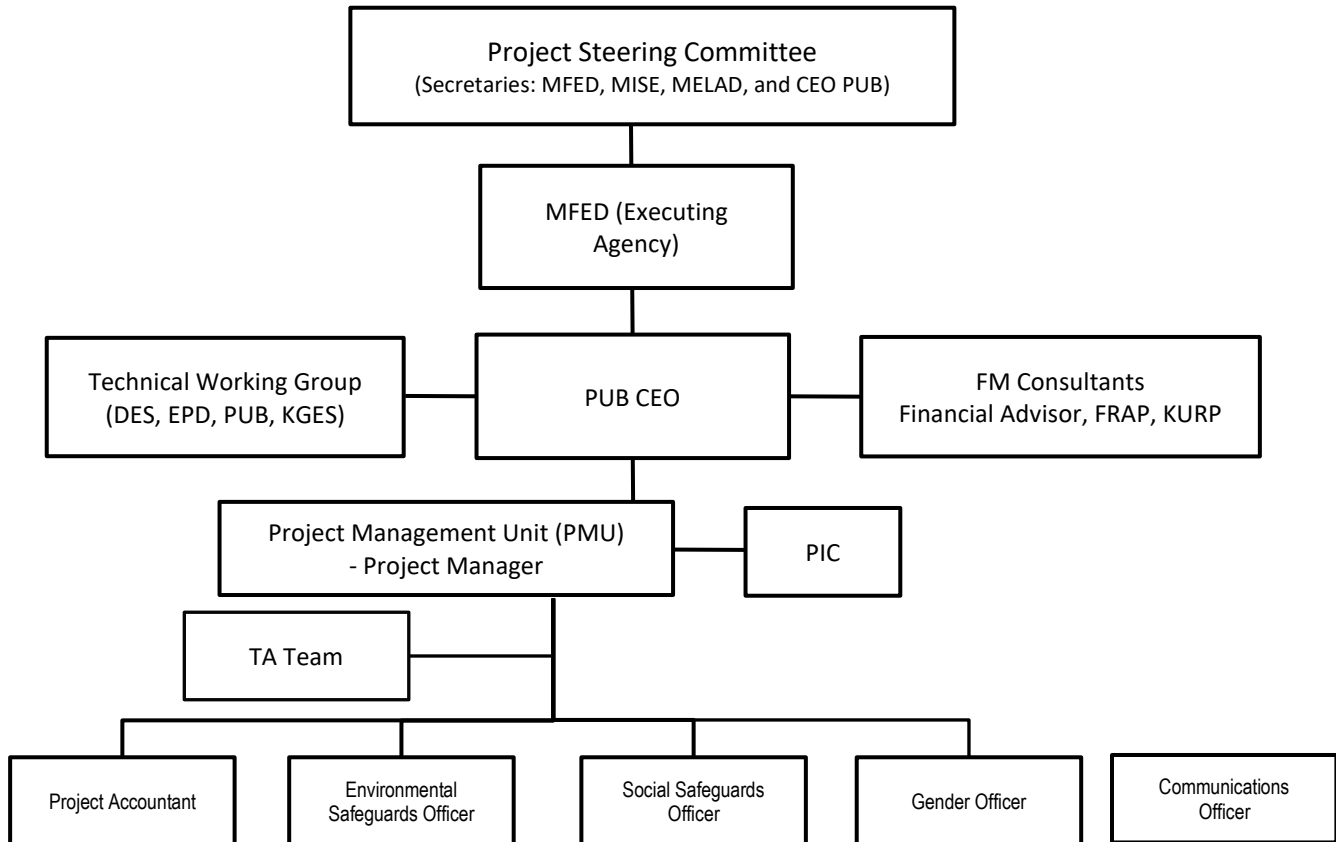 Project Steering Committee
(Secretaries: MFED, MISE, MELAD, and CEO PUB)
MFED (Executing
Agency)
Technical Working Group
(DES, EPD, PUB, KGES)
PUB CEO
FM Consultants
Financial Advisor, FRAP, KURP
Project Management Unit (PMU)
- Project Manager
PIC
TA Team
Project Accountant
Environmental
Safeguards Officer
Social Safeguards
Officer
Gender Officer
Communications
Officer